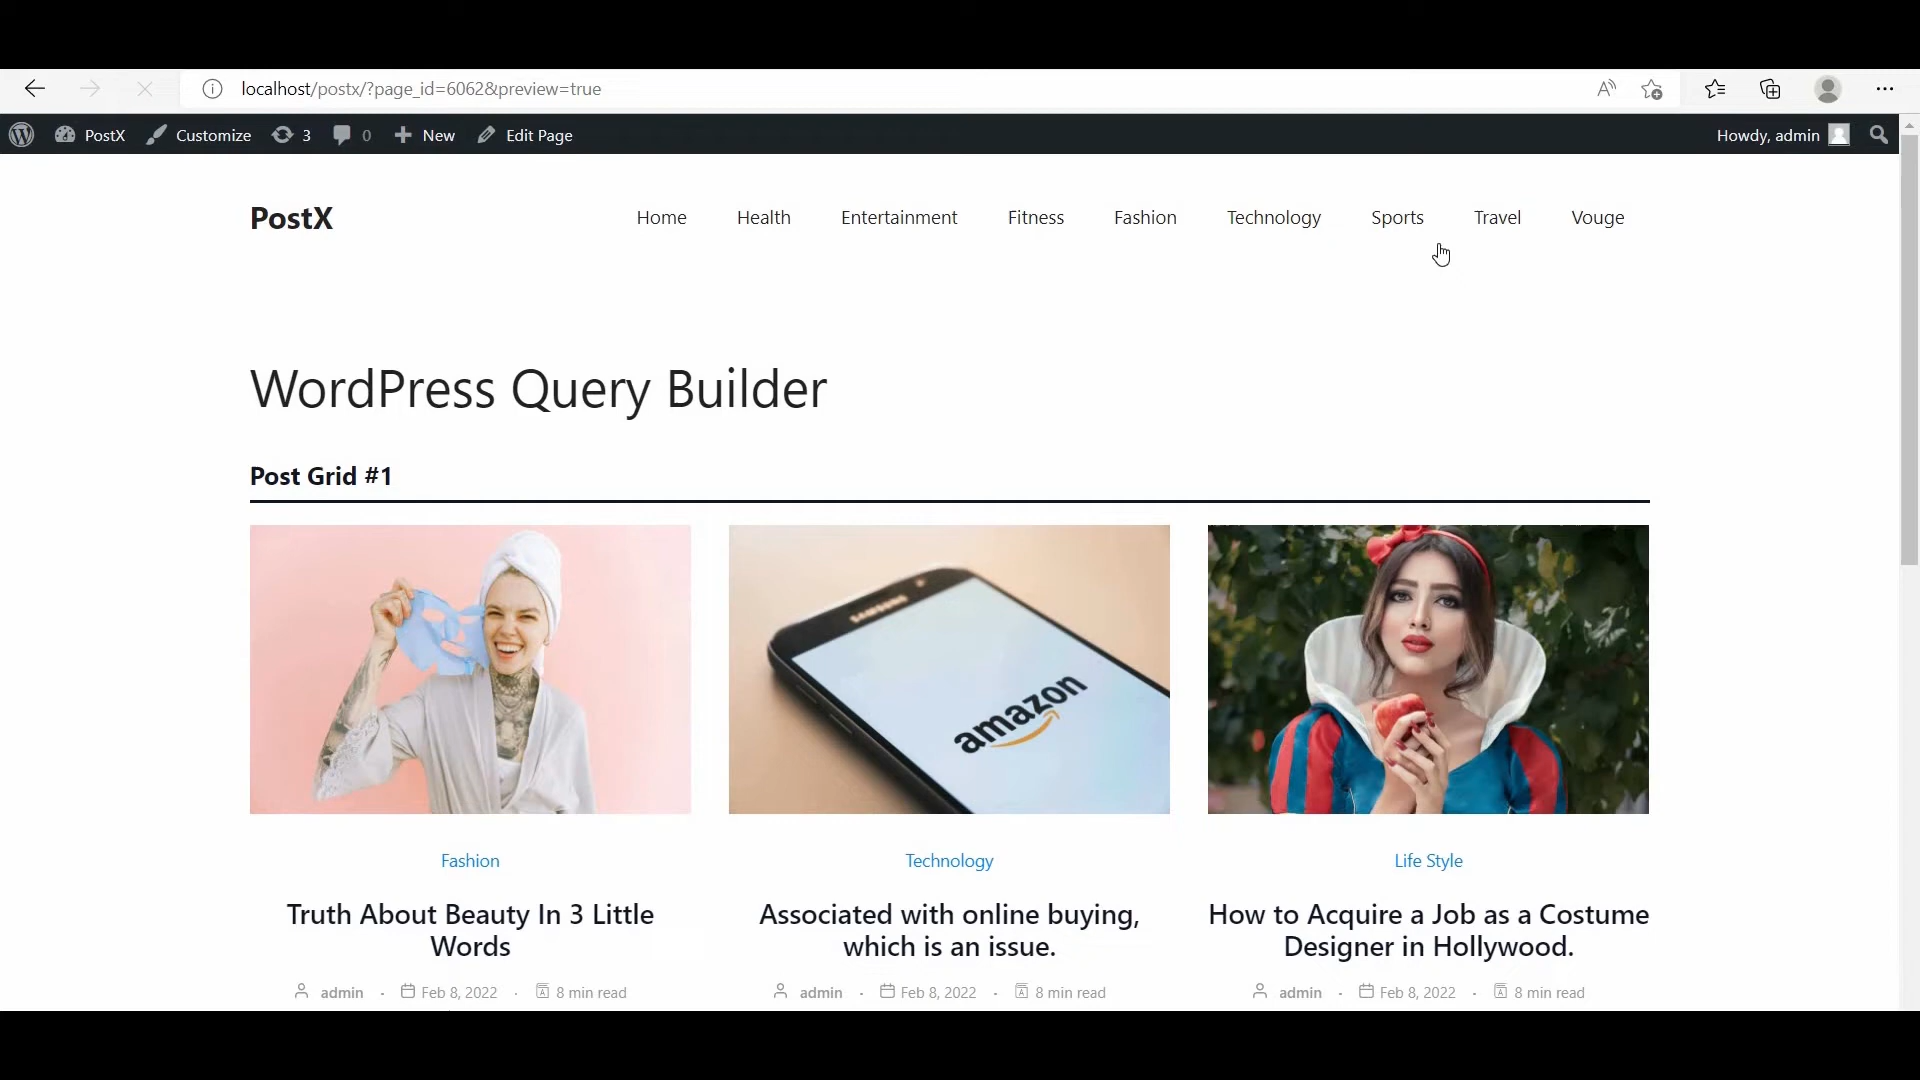 localhost/postx/?page_id=6062&preview=true
PostX Customize 3 0 New Edit Page Howdy, admin
PostX Home Health Entertainment Fitness Fashion Technology Sports Travel Vouge
WordPress Query Builder
Post Grid #1
SAMSUNG
amazon
Fashion
Truth About Beauty In 3 Little
Words
admin Feb 8, 2022 8 min read
Technology
Associated with online buying,
which is an issue.
admin Feb 8, 2022 8 min read
Life Style
How to Acquire a Job as a Costume
Designer in Hollywood.
admin Feb 8, 2022 8 min read